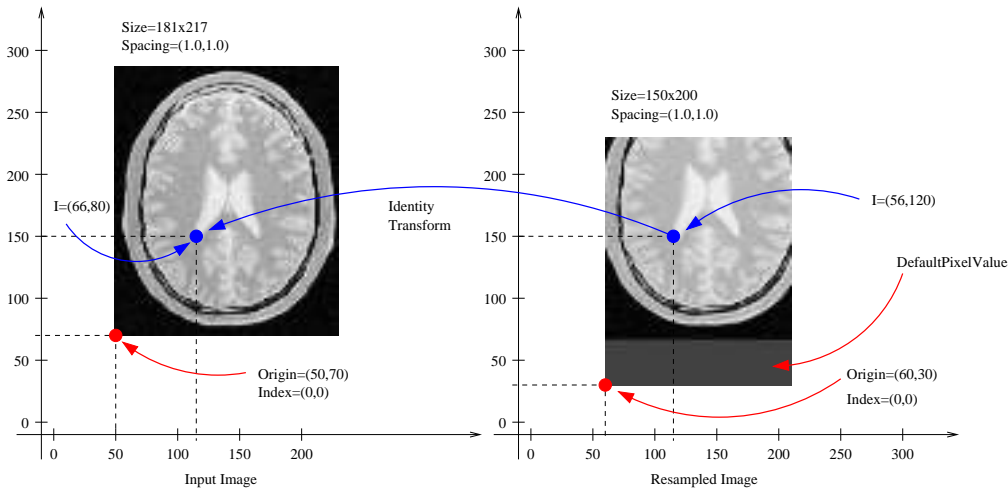 Size=181x217
Spacing=(1.0,1.0)
300
250
200
150
100
50
0
I=(66,80)
Origin=(50,70)
Index=(0,0)
0
50
100
150
200
Input Image
Identity
Transform
Size=150x200
Spacing=(1.0,1.0)
300
250
200
150
100
50
0
I=(56,120)
DefaultPixelValue
Origin=(60,30)
Index=(0,0)
0
50
100
150
200
250
300
Resampled Image